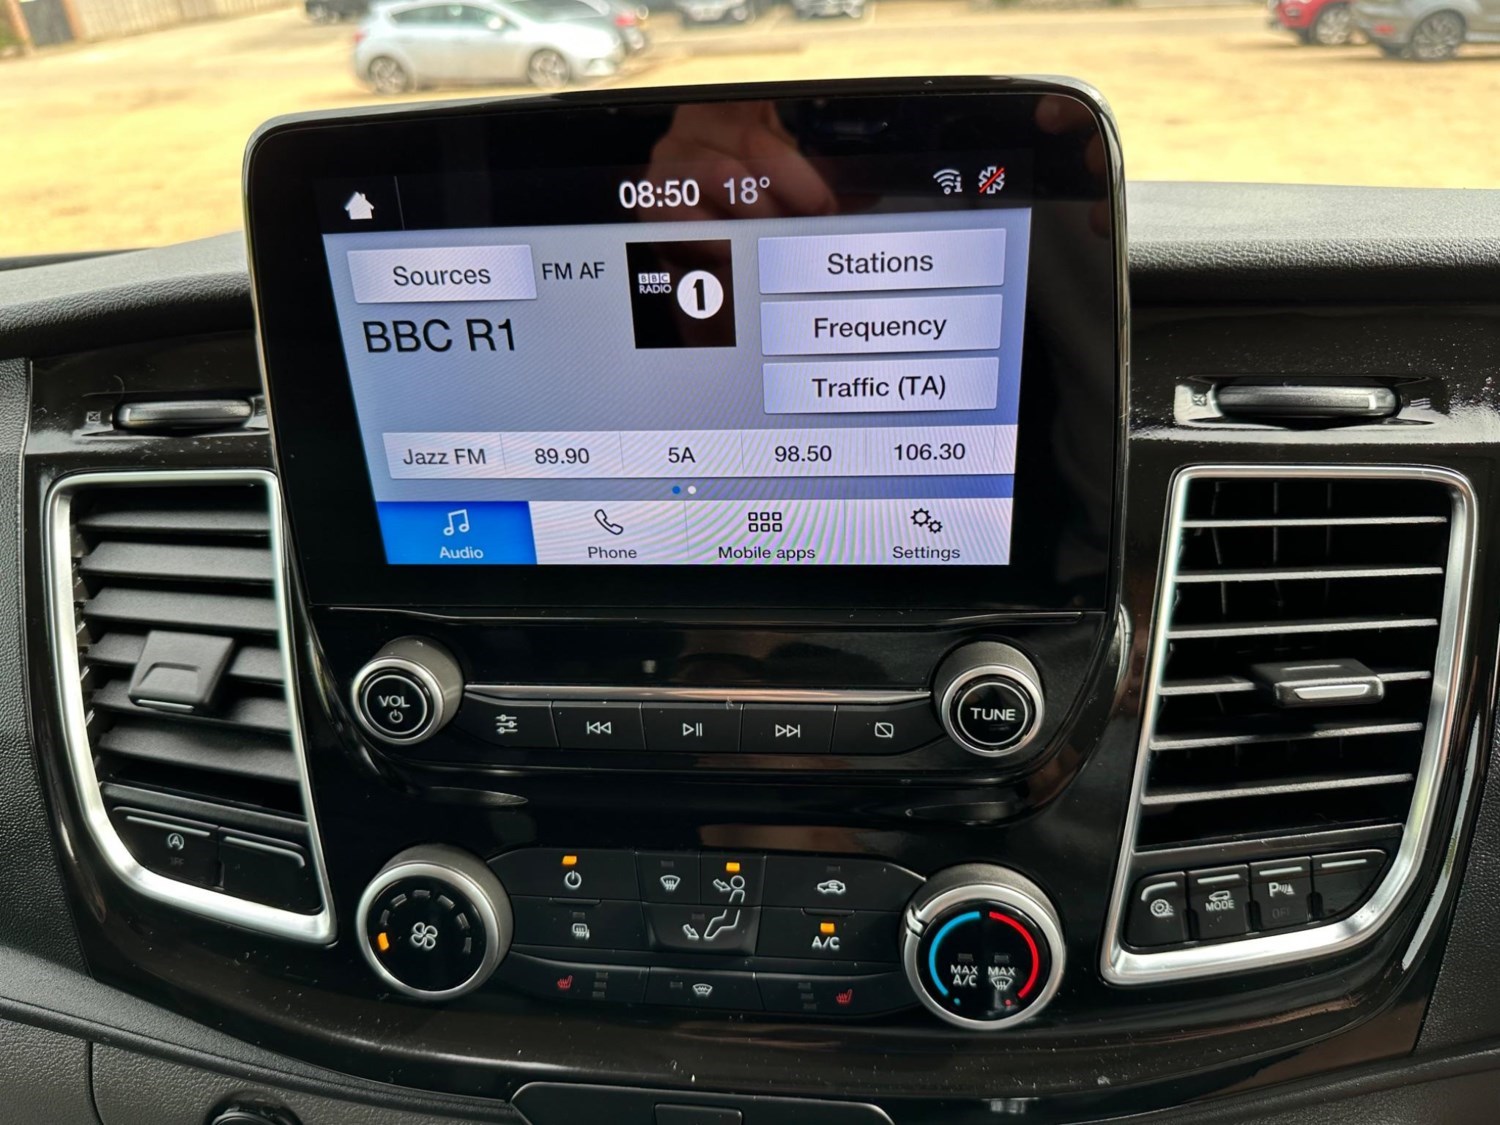 08:50 18°
Sources FM AF
BBC RADIO 1
Stations
BBC R1
Frequency
Traffic (TA)
Jazz FM 89.90 5A 98.50 106.30
Audio Phone Mobile apps Settings
VOL
TUNE
A
MODE
P
OFF
A/C
MAX A/C
MAX